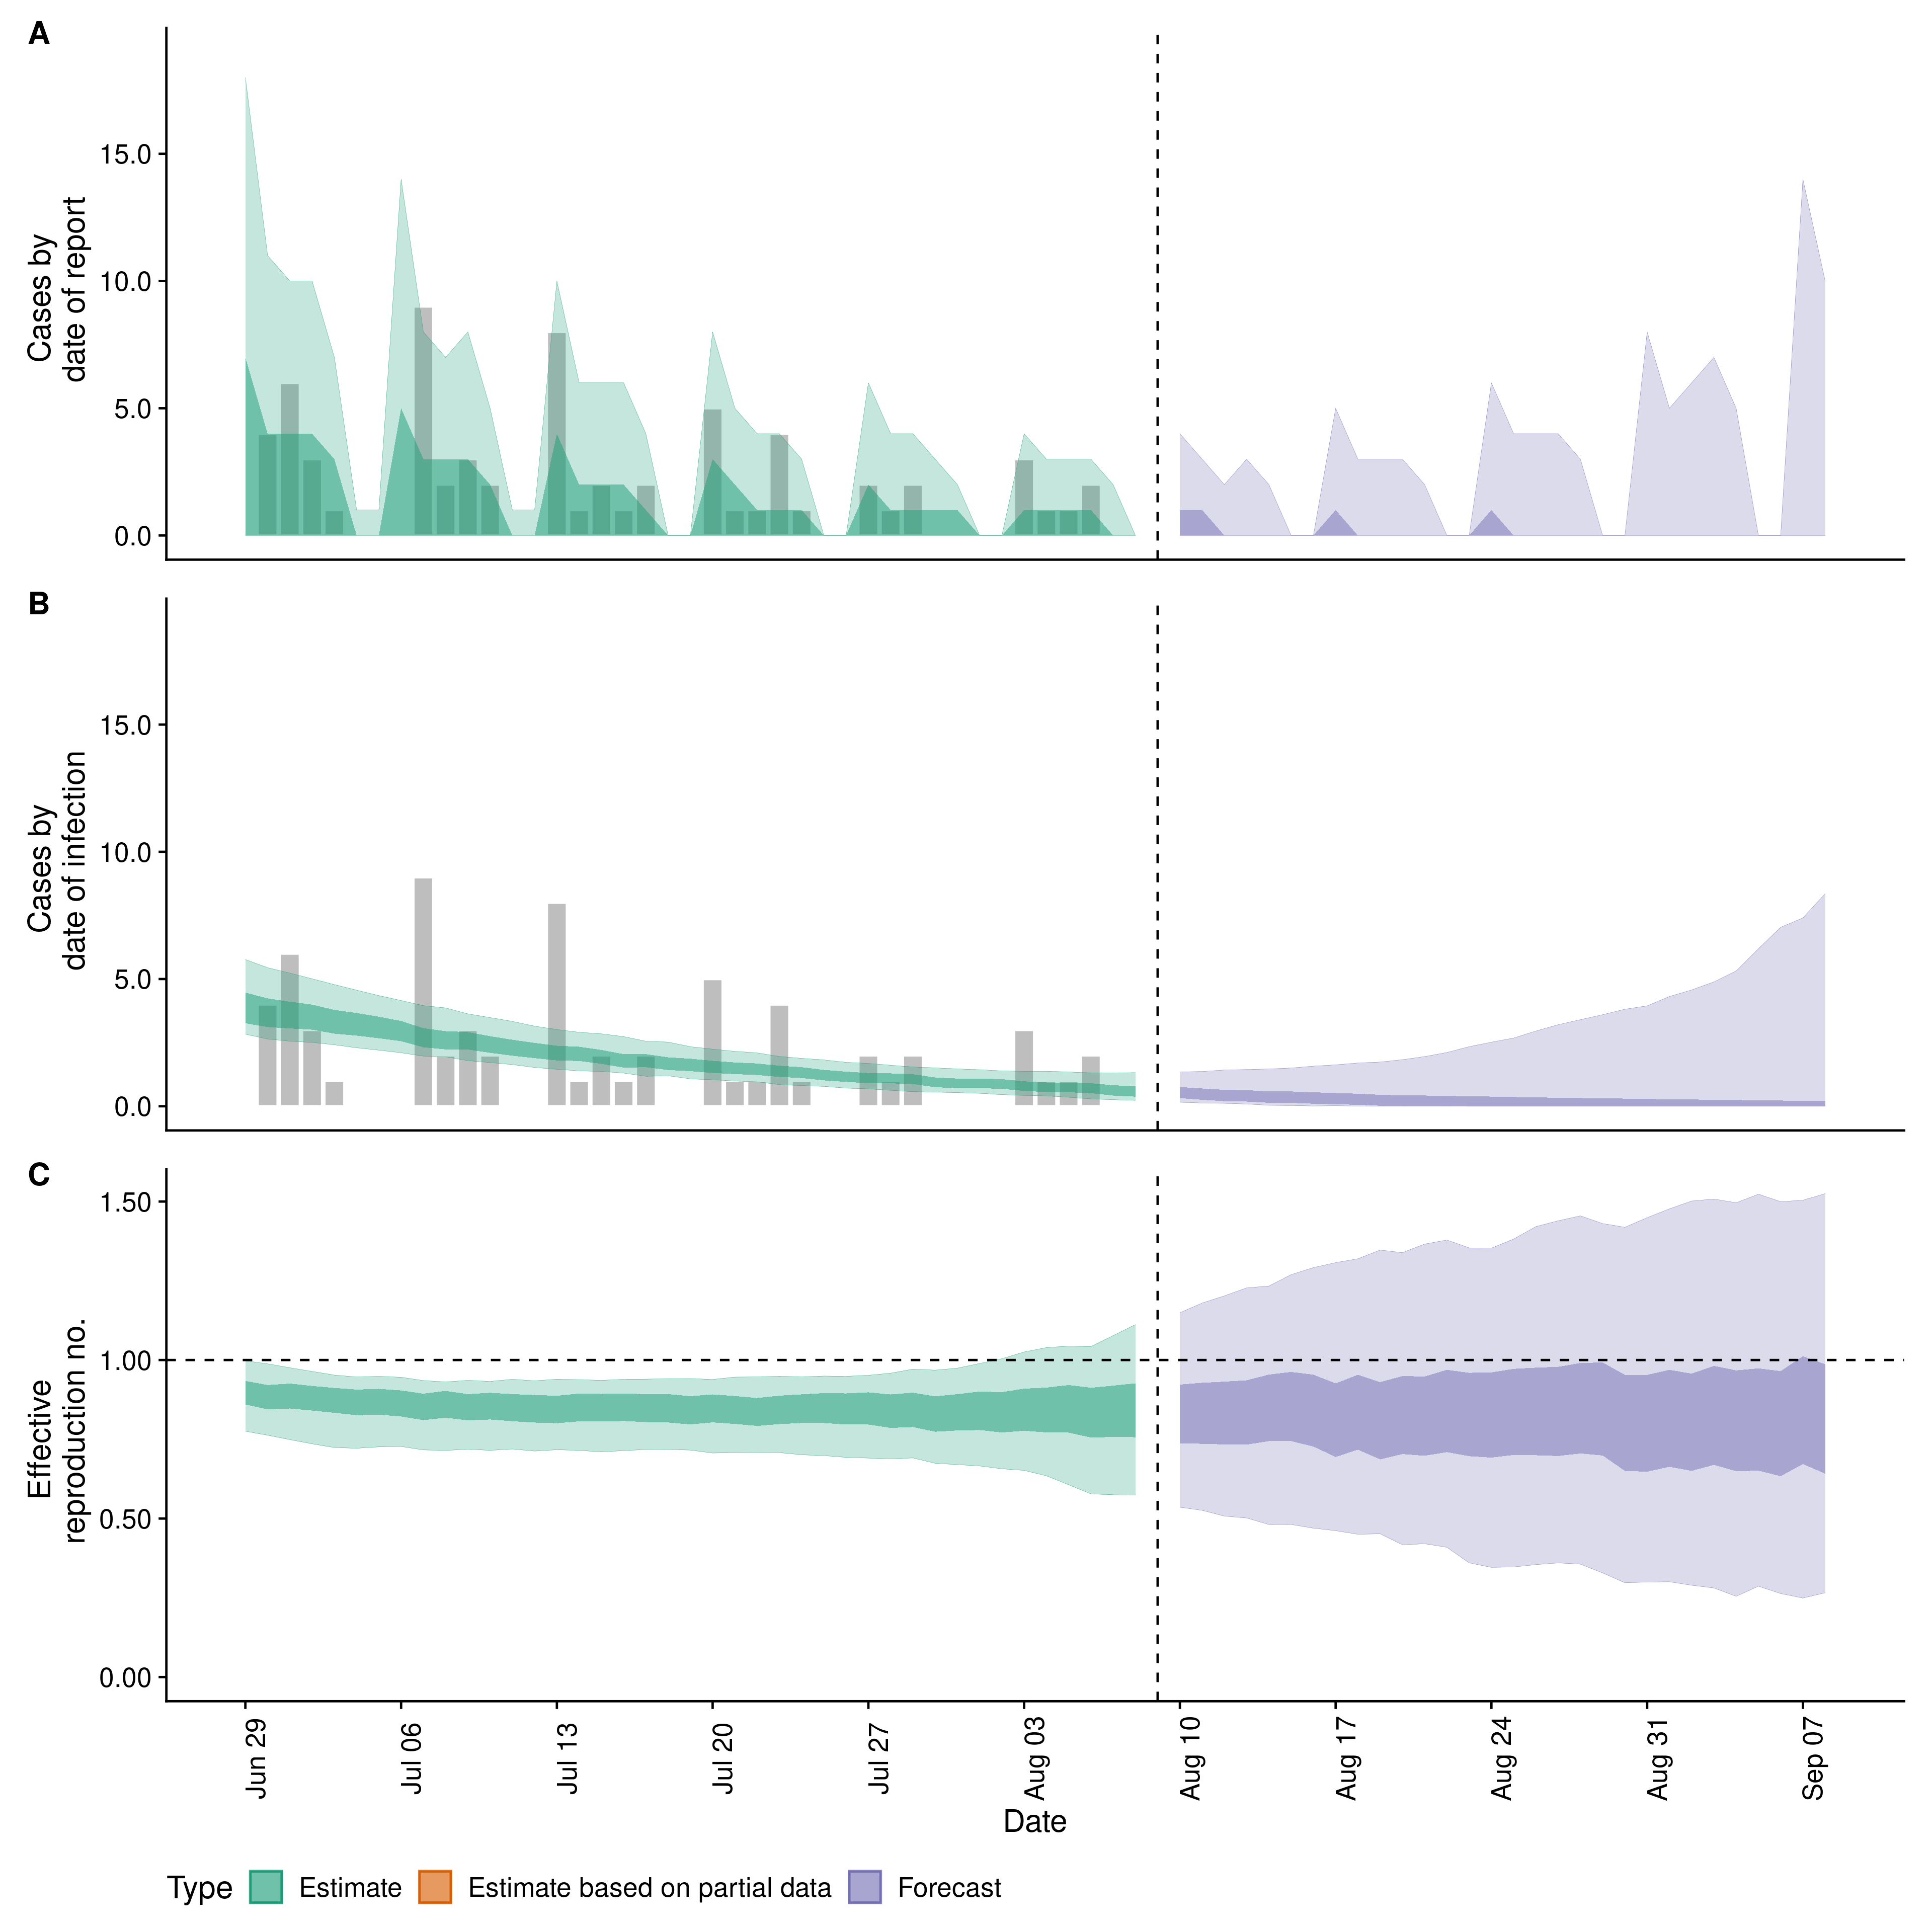 A
15.0
10.0
5.0
0.0
Cases by
date of report
B
15.0
10.0
5.0
0.0
Cases by
date of infection
C
1.50
1.00
0.50
0.00
Effective
reproduction no.
Jun 29
Jul 06
Jul 13
Jul 20
Jul 27
Aug 03
Aug 10
Aug 17
Aug 24
Aug 31
Sep 07
Date
Type Estimate Estimate based on partial data Forecast